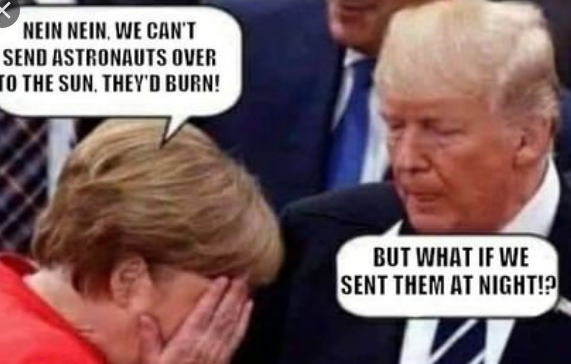 NEIN NEIN, WE CAN'T
SEND ASTRONAUTS OVER
TO THE SUN, THEY'D BURN!
BUT WHAT IF WE
SENT THEM AT NIGHT!?